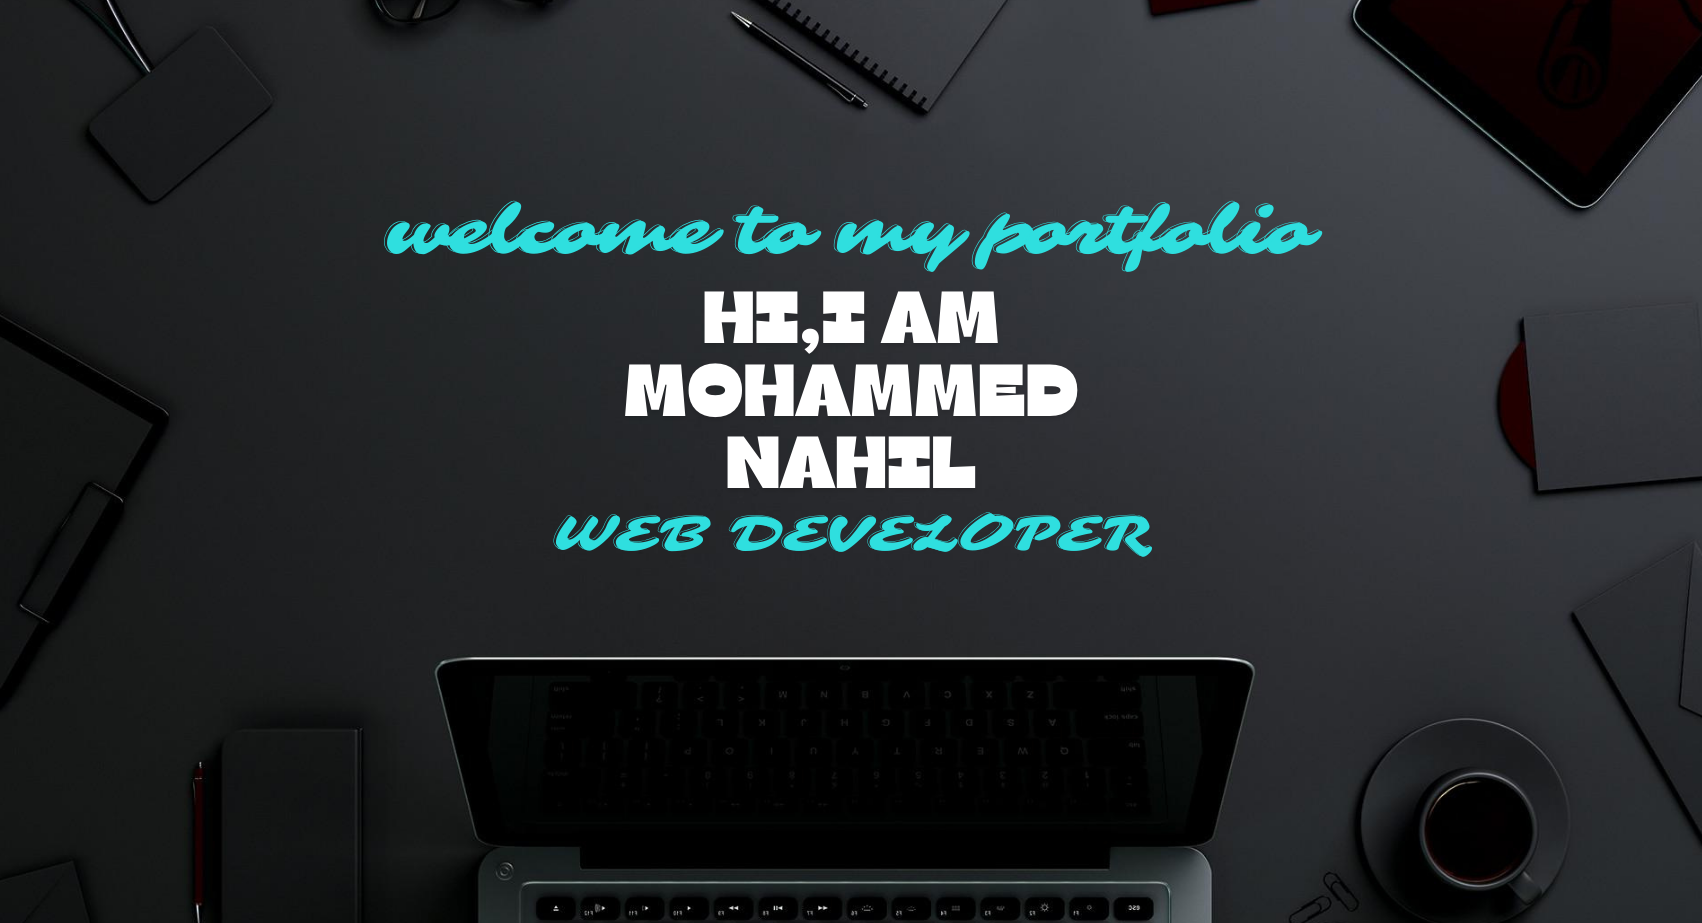 welcome to my portfolio
HI,I AM
MOHAMMED
NAHIL
WEB DEVELOPER